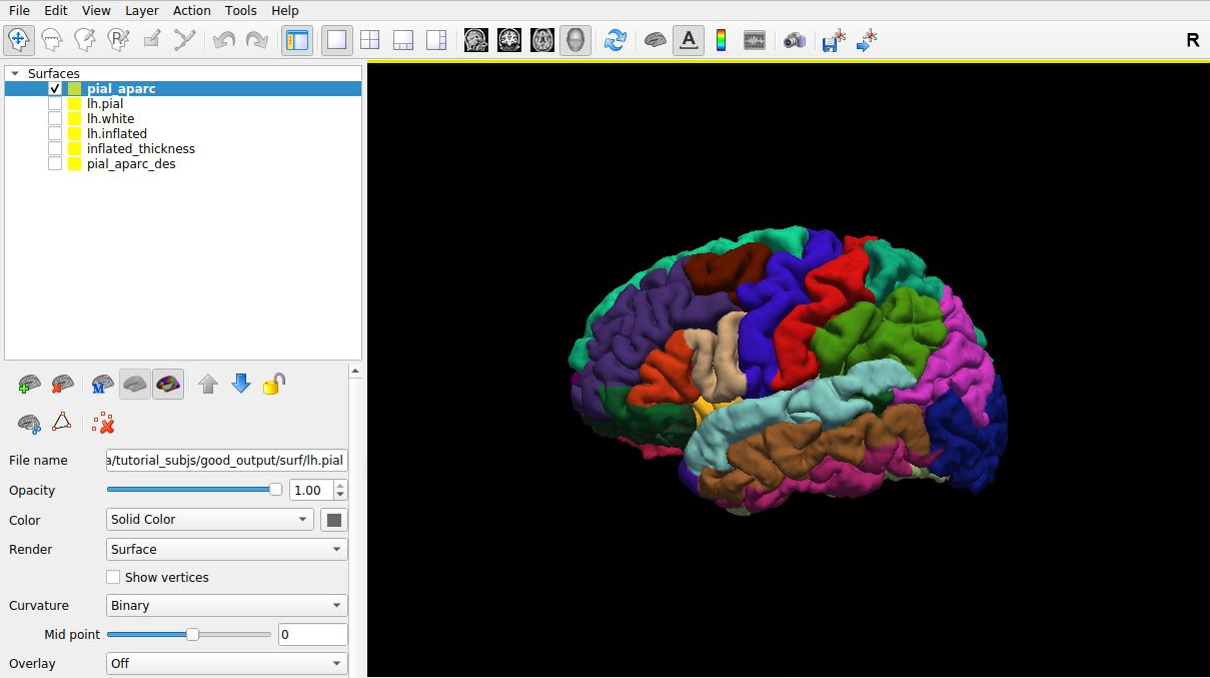 File Edit View Layer Action Tools Help
R
A
R
Surfaces
pial_aparc
lh.pial
lh.white
lh.inflated
inflated_thickness
pial_aparc_des
M
File name a/tutorial_subjs/good_output/surf/lh.pial
Opacity 1.00
Color Solid Color
Render Surface
Show vertices
Curvature Binary
Mid point 0
Overlay Off